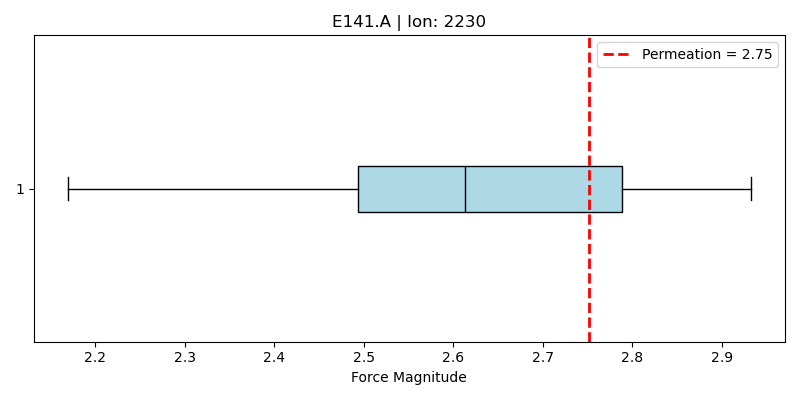 E141.A | Ion: 2230
Permeation = 2.75
1
2.2 2.3 2.4 2.5 2.6 2.7 2.8 2.9
Force Magnitude